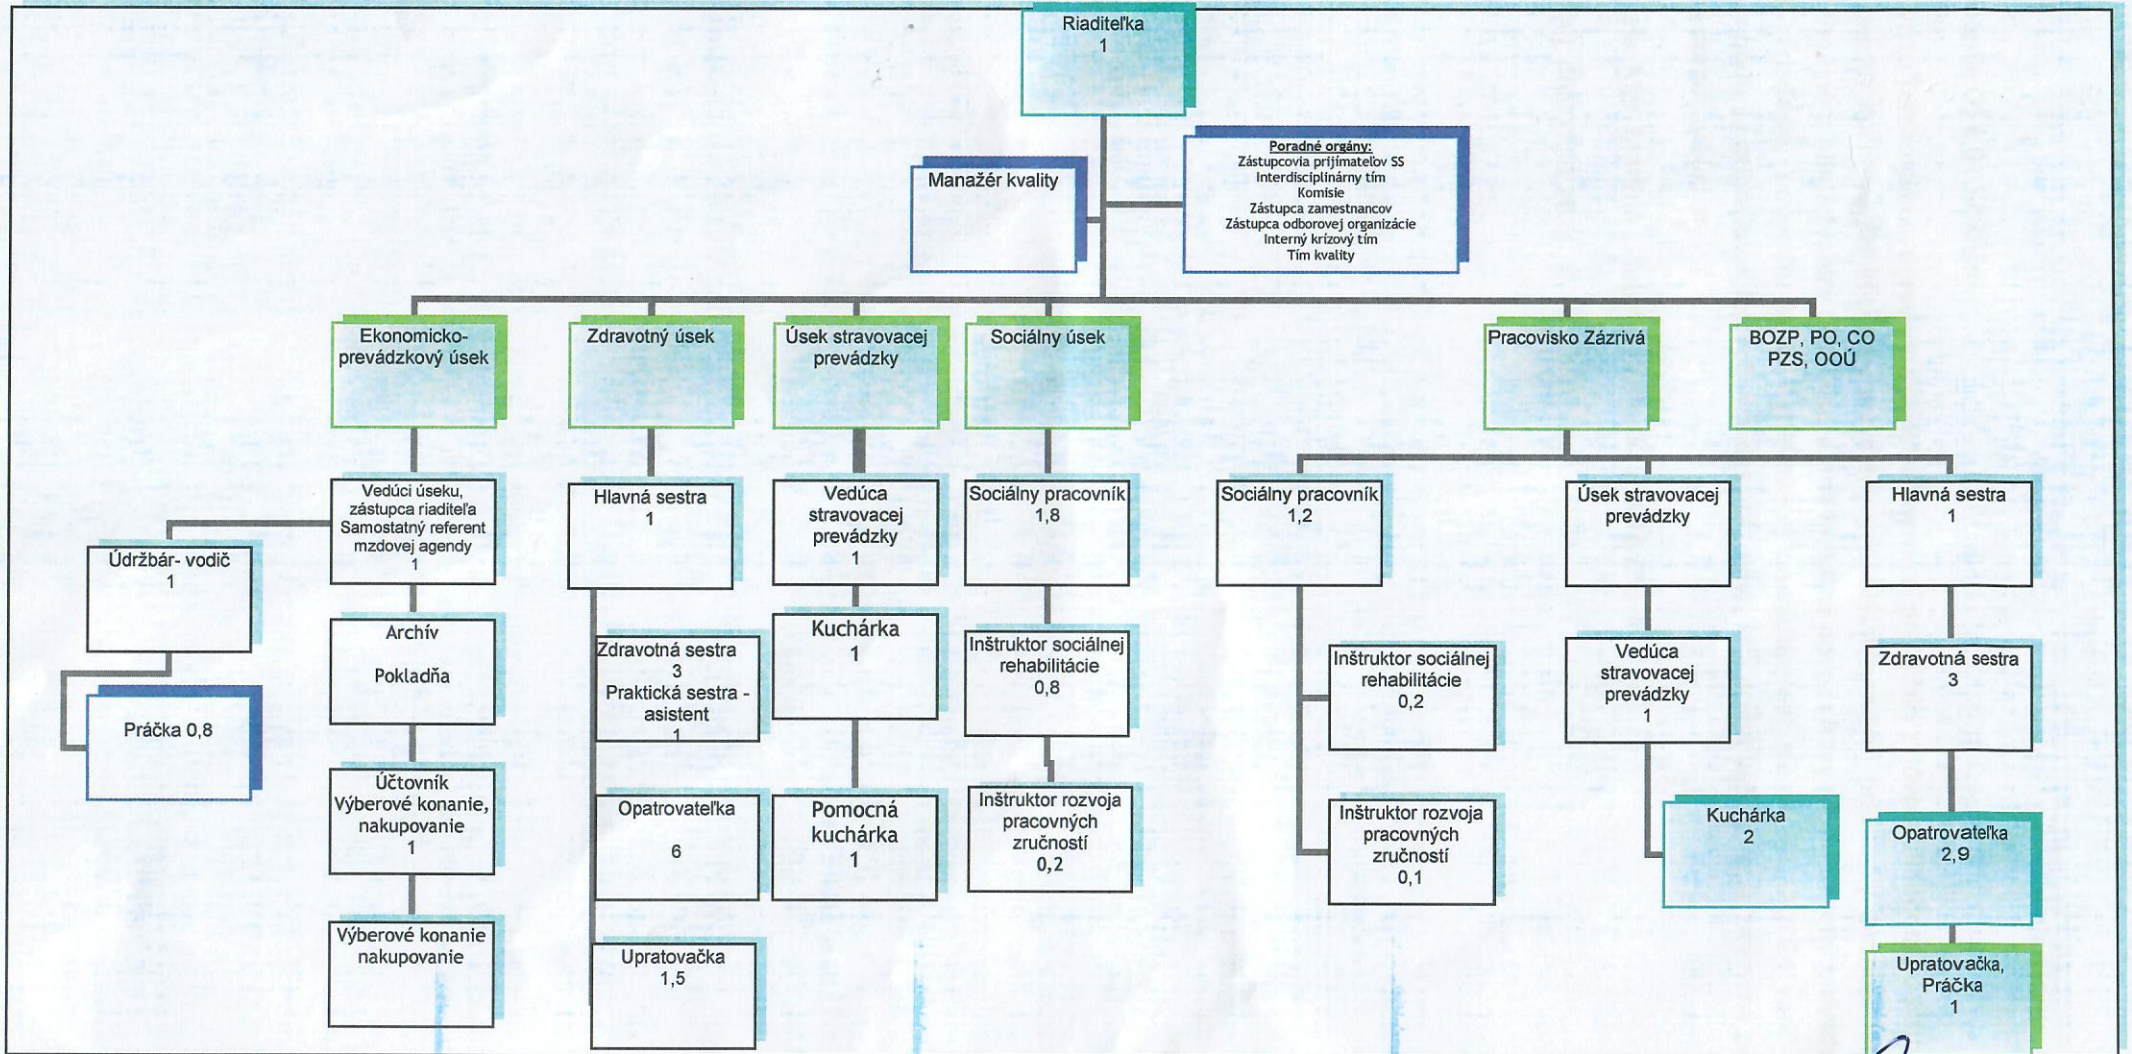 Riaditeľka
1
Manažér kvality
Poradné orgány:
Zástupcovia prijímateľov SS
Interdisciplinárny tím
Komisie
Zástupca zamestnancov
Zástupca odborovej organizácie
Interný krízový tím
Tím kvality
Ekonomicko-
prevádzkový úsek
Zdravotný úsek
Úsek stravovacej
prevádzky
Sociálny úsek
Pracovisko Zázrivá
BOZP, PO, CO
PZS, OOÚ
Vedúci úseku,
zástupca riaditeľa
Samostatný referent
mzdovej agendy
1
Údržbár- vodič
1
Práčka 0,8
Archív
Pokladňa
Účtovník
Výberové konanie,
nakupovanie
1
Výberové konanie
nakupovanie
Hlavná sestra
1
Zdravotná sestra
3
Praktická sestra -
asistent
1
Opatrovateľka
6
Upratovačka
1,5
Vedúca
stravovacej
prevádzky
1
Kuchárka
1
Pomocná
kuchárka
1
Sociálny pracovník
1,8
Inštruktor sociálnej
rehabilitácie
0,8
Inštruktor rozvoja
pracovných
zručností
0,2
Sociálny pracovník
1,2
Inštruktor sociálnej
rehabilitácie
0,2
Inštruktor rozvoja
pracovných
zručností
0,1
Úsek stravovacej
prevádzky
Vedúca
stravovacej
prevádzky
1
Kuchárka
2
Hlavná sestra
1
Zdravotná sestra
3
Opatrovateľka
2,9
Upratovačka,
Práčka
1